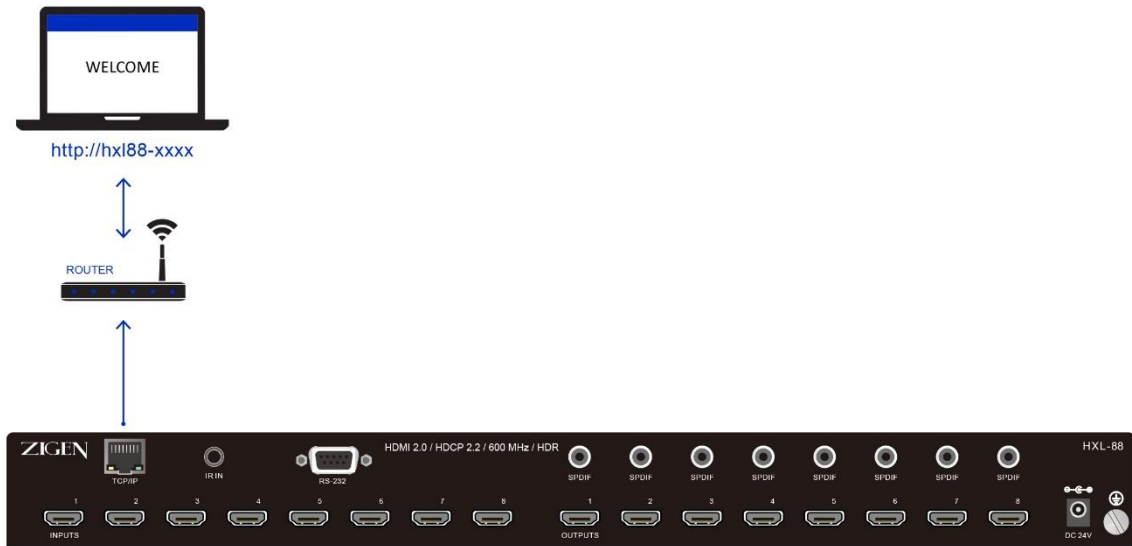 WELCOME
http://hxl88-xxxx
ROUTER
ZIGEN
TCP/IP
IR IN
RS-232
HDMI 2.0 / HDCP 2.2 / 600 MHz / HDR
SPDIF SPDIF SPDIF SPDIF SPDIF SPDIF SPDIF SPDIF
HXL-88
1 2 3 4 5 6 7 8
INPUTS
1 2 3 4 5 6 7 8
OUTPUTS
DC 24V